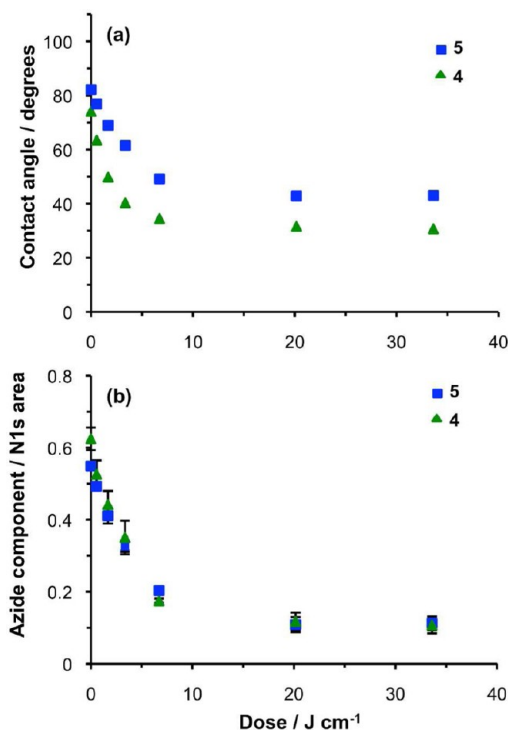 (a)
5
4
100
80
60
40
20
0
Contact angle / degrees
0 10 20 30 40
(b)
5
4
0.8
0.6
0.4
0.2
0
Azide component / N1s area
0 10 20 30 40
Dose / J cm-1